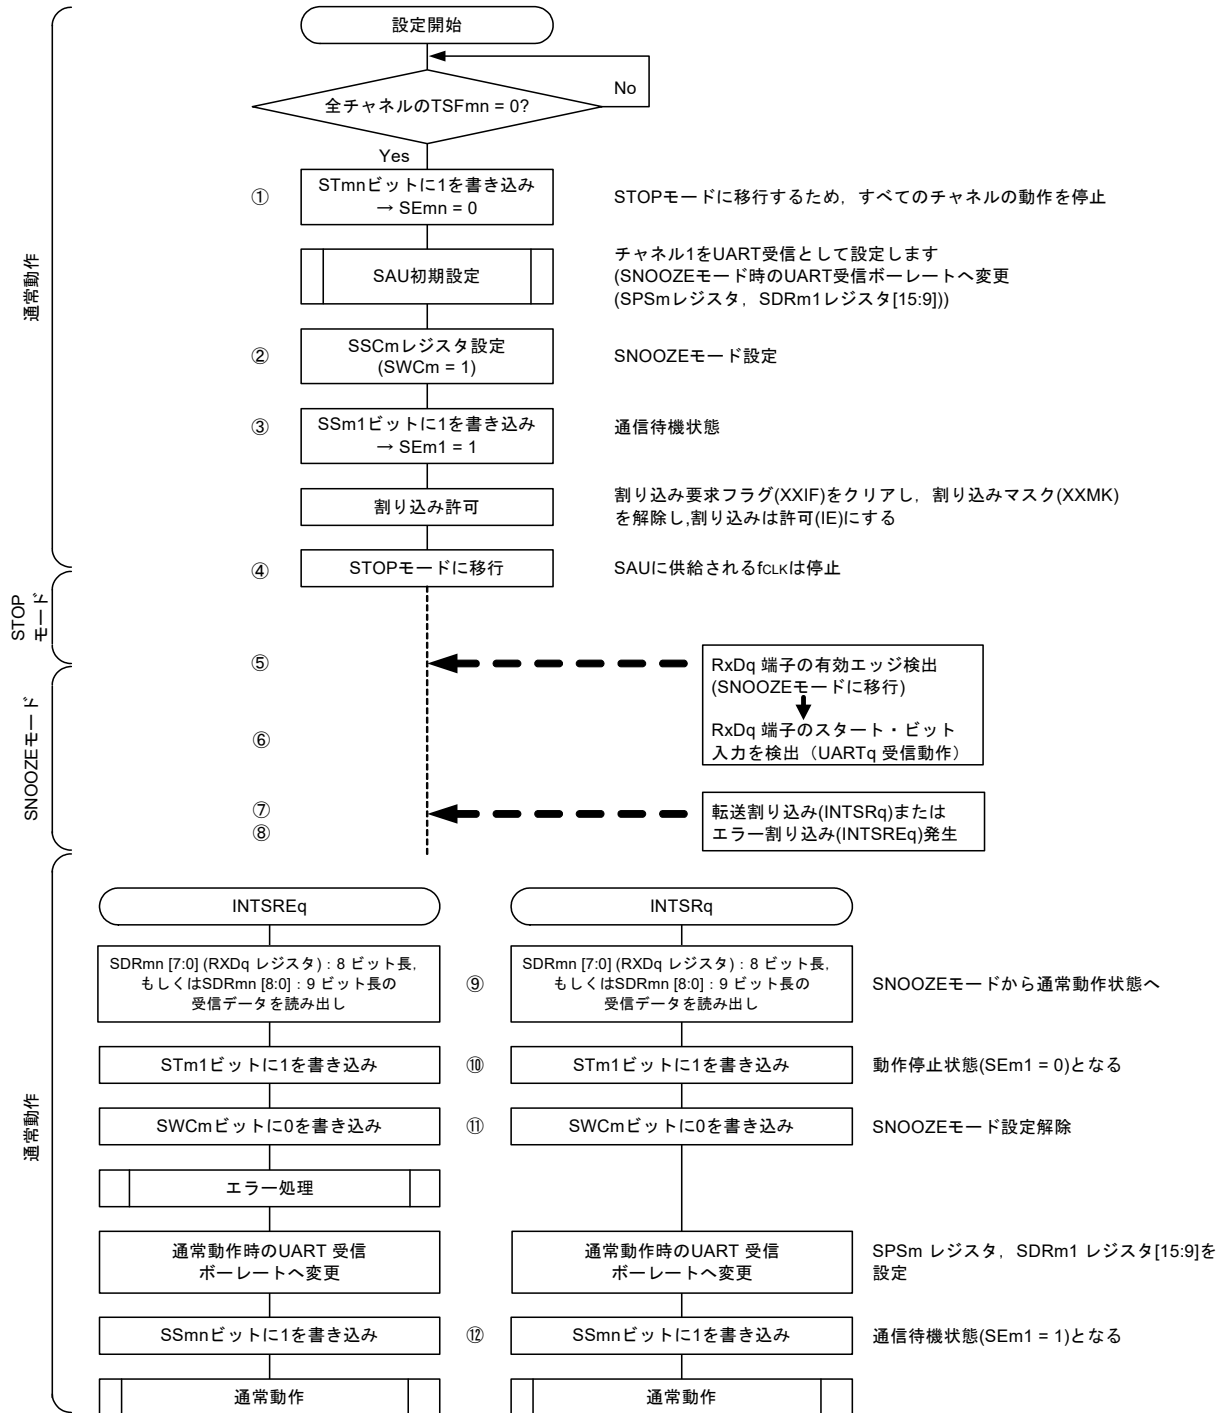 設定開始
全チャネルのTSFmn = 0?
No
Yes
通常動作
①
STmnビットに1を書き込み
→ SEmn = 0
STOPモードに移行するため，すべてのチャネルの動作を停止
SAU初期設定
チャネル1をUART受信として設定します
(SNOOZEモード時のUART受信ボーレートへ変更
(SPSmレジスタ，SDRm1レジスタ[15:9]))
②
SSCmレジスタ設定
(SWCm = 1)
SNOOZEモード設定
③
SSm1ビットに1を書き込み
→ SEm1 = 1
通信待機状態
割り込み許可
割り込み要求フラグ(XXIF)をクリアし，割り込みマスク(XXMK)
を解除し,割り込みは許可(IE)にする
④
STOPモードに移行
SAUに供給されるfCLKは停止
STOP
モード
SNOOZEモード
⑤
RxDq 端子の有効エッジ検出
(SNOOZEモードに移行)
⑥
RxDq 端子のスタート・ビット
入力を検出（UARTq 受信動作）
⑦
⑧
転送割り込み(INTSRq)または
エラー割り込み(INTSREq)発生
通常動作
INTSREq
INTSRq
SDRmn [7:0] (RXDq レジスタ) : 8 ビット長,
もしくはSDRmn [8:0] : 9 ビット長の
受信データを読み出し
⑨
SDRmn [7:0] (RXDq レジスタ) : 8 ビット長,
もしくはSDRmn [8:0] : 9 ビット長の
受信データを読み出し
SNOOZEモードから通常動作状態へ
STm1ビットに1を書き込み
⑩
STm1ビットに1を書き込み
動作停止状態(SEm1 = 0)となる
SWCmビットに0を書き込み
⑪
SWCmビットに0を書き込み
SNOOZEモード設定解除
エラー処理
通常動作時のUART 受信
ボーレートへ変更
通常動作時のUART 受信
ボーレートへ変更
SPSm レジスタ，SDRm1 レジスタ[15:9]を
設定
SSmnビットに1を書き込み
⑫
SSmnビットに1を書き込み
通信待機状態(SEm1 = 1)となる
通常動作
通常動作